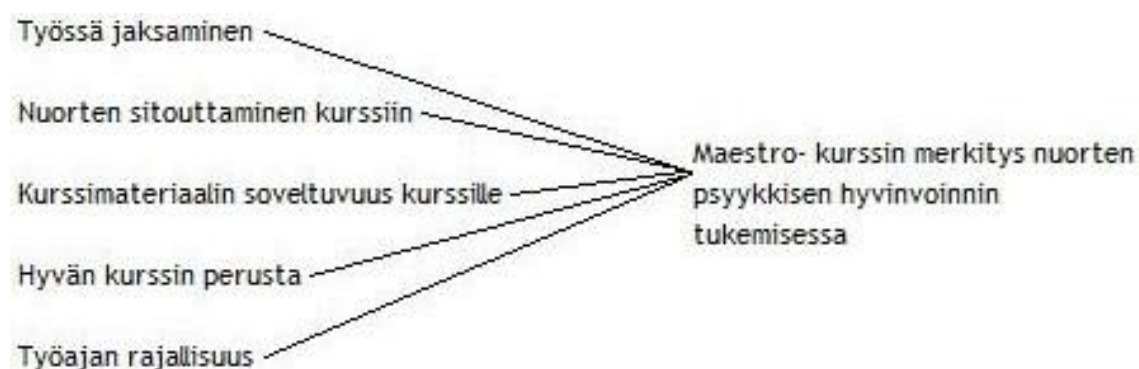 Työssä jaksaminen
Nuorten sitouttaminen kurssiin
Kurssimateriaalin soveltuvuus kurssille
Hyvän kurssin perusta
Työajan rajallisuus
Maestro- kurssin merkitys nuorten
psyykkisen hyvinvoinnin
tukemisessa